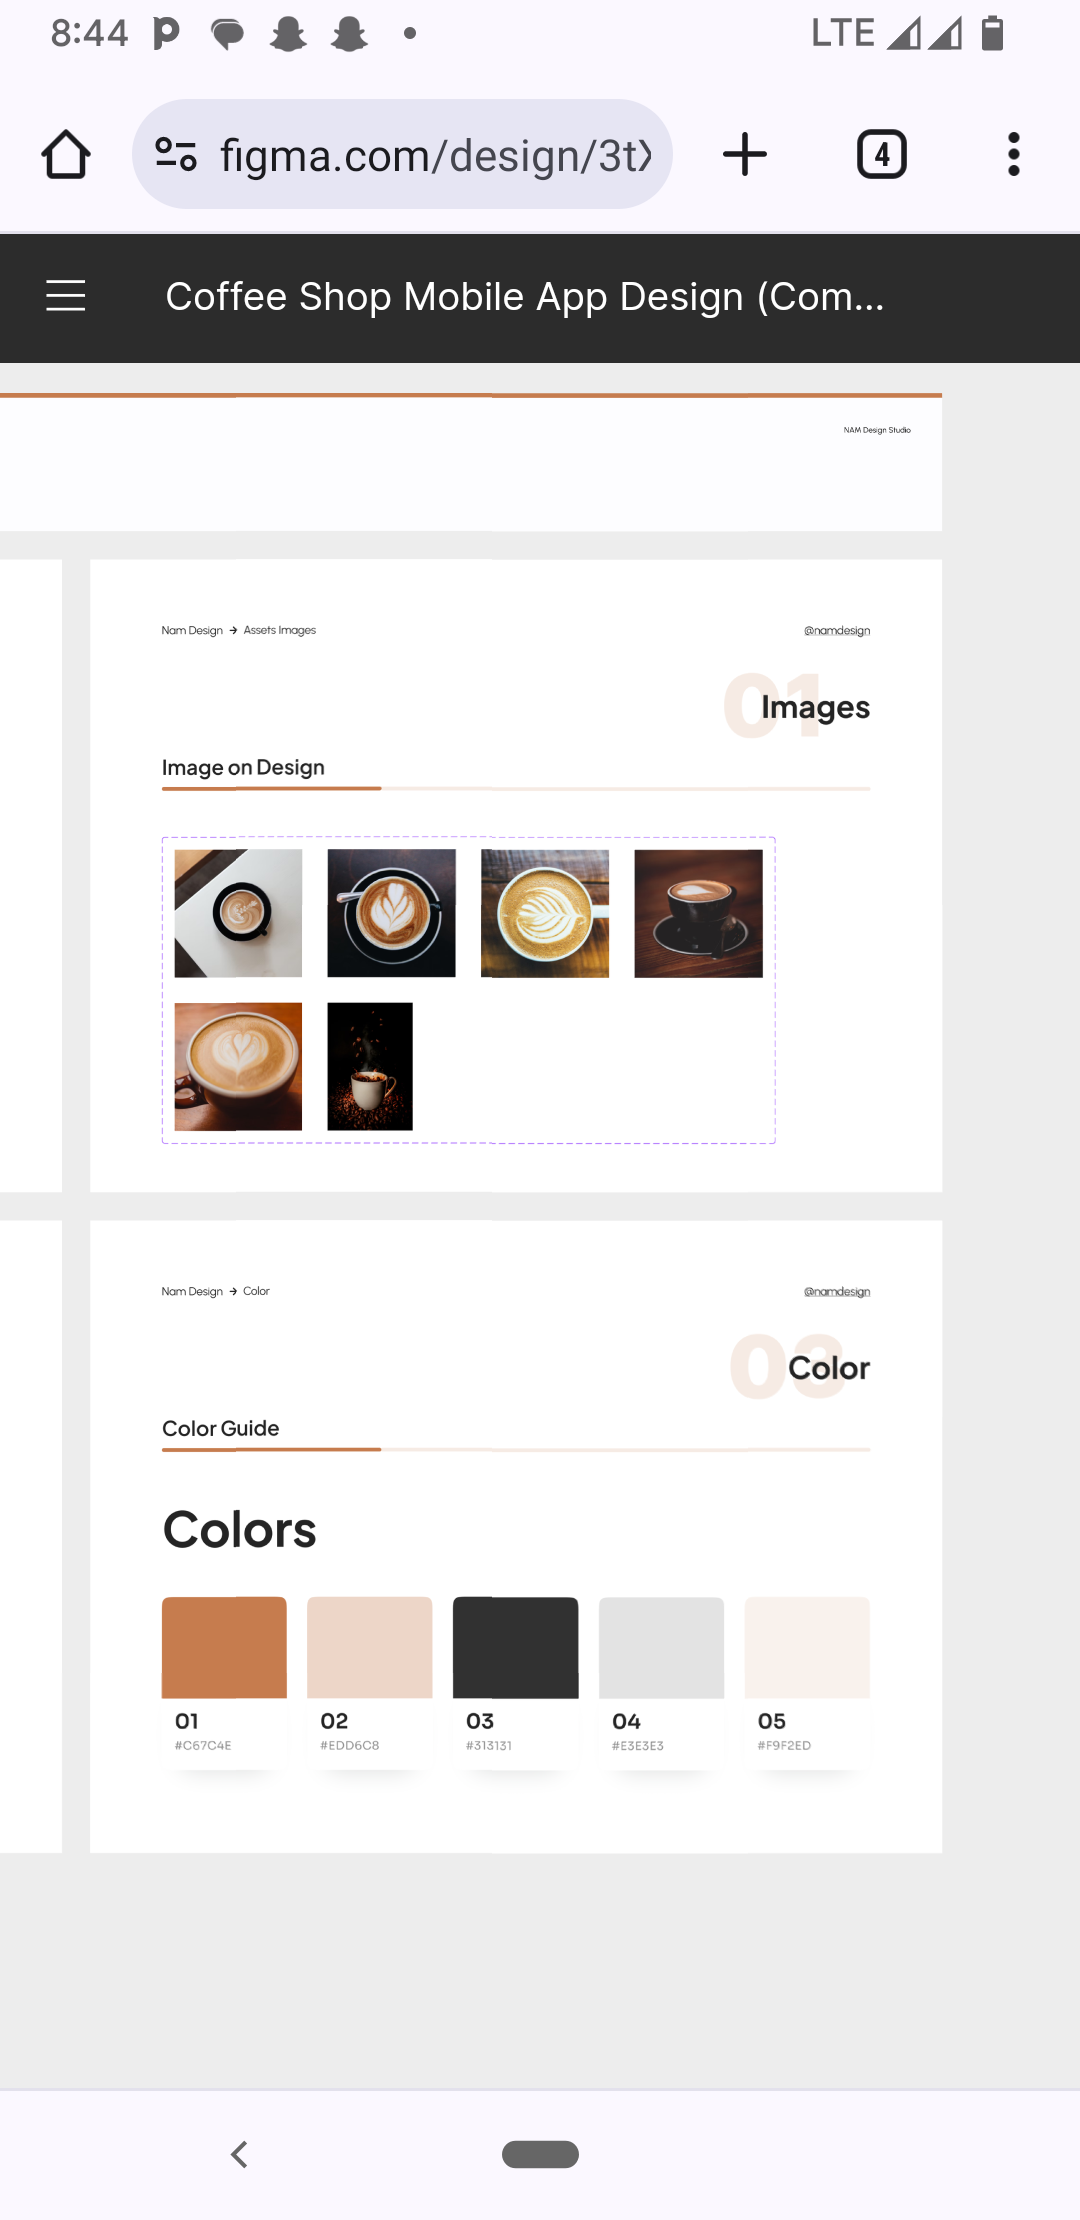 8:44
LTE
figma.com/design/3tX
4
Coffee Shop Mobile App Design (Com...
NAM Design Studio
Nam Design → Assets Images
@namdesign
01
Images
Image on Design
Nam Design → Color
@namdesign
03
Color
Color Guide
Colors
01 02 03 04 05
#C67C4E #EDD6C8 #313131 #E3E3E3 #F9F2ED